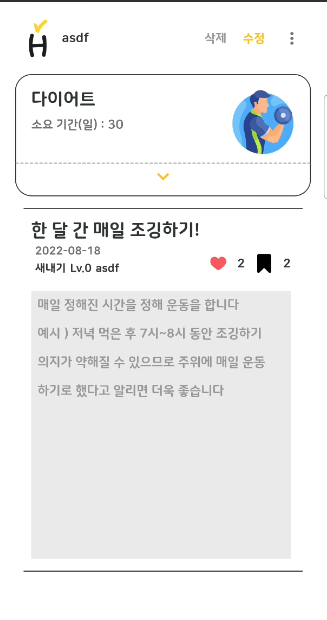 asdf
삭제
수정
다이어트
소요 기간(일) : 30
한 달 간 매일 조깅하기!
2022-08-18
새내기 Lv.0 asdf
2
2
매일 정해진 시간을 정해 운동을 합니다
예시 ) 저녁 먹은 후 7시~8시 동안 조깅하기
의지가 약해질 수 있으므로 주위에 매일 운동
하기로 했다고 알리면 더욱 좋습니다